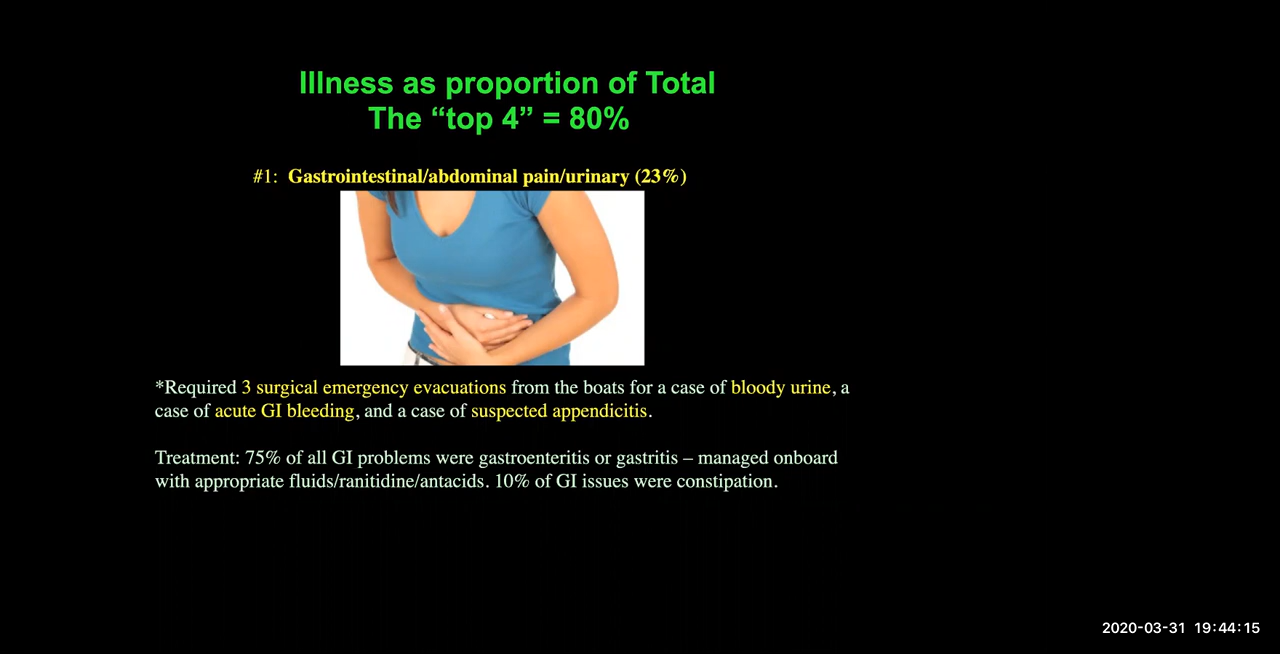 Illness as proportion of Total
The “top 4” = 80%
#1: Gastrointestinal/abdominal pain/urinary (23%)
*Required 3 surgical emergency evacuations from the boats for a case of bloody urine, a
case of acute GI bleeding, and a case of suspected appendicitis.
Treatment: 75% of all GI problems were gastroenteritis or gastritis – managed onboard
with appropriate fluids/ranitidine/antacids. 10% of GI issues were constipation.
2020-03-31 19:44:15